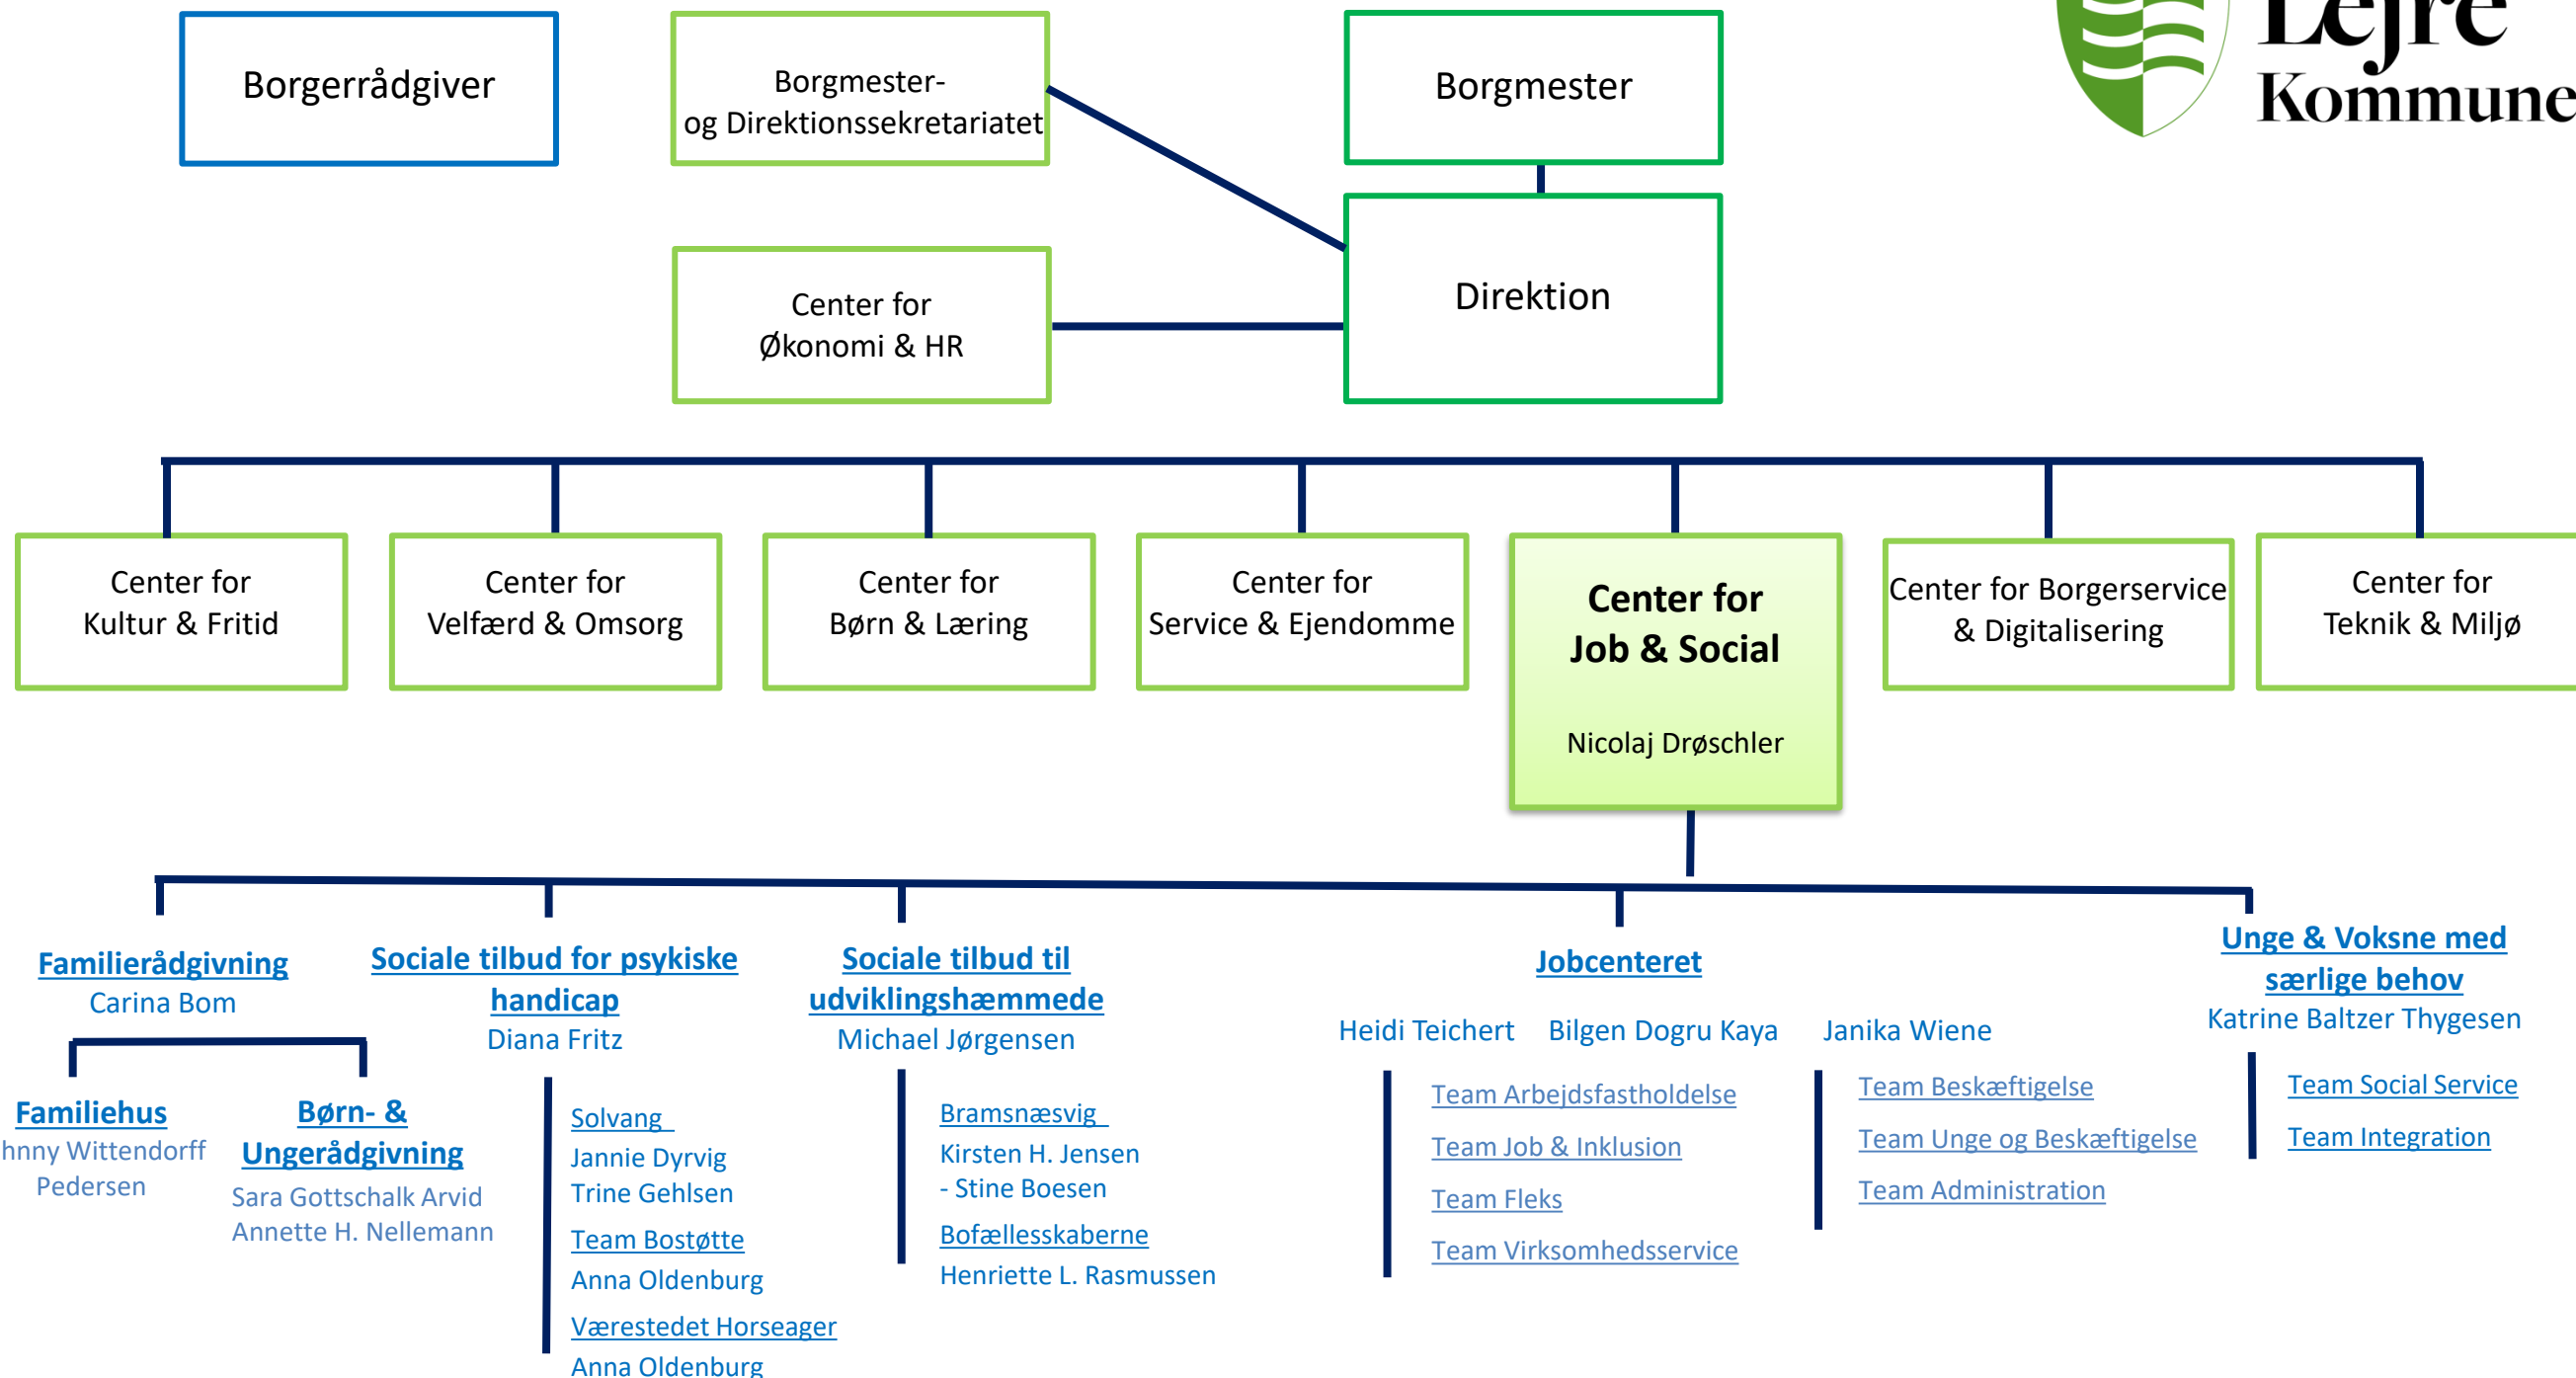 Borgerrådgiver
Borgmester-
og Direktionssekretariatet
Borgmester
Lejre
Kommune
Direktion
Center for
Økonomi & HR
Center for
Kultur & Fritid
Center for
Velfærd & Omsorg
Center for
Børn & Læring
Center for
Service & Ejendomme
Center for
Job & Social
Nicolaj Drøschler
Center for Borgerservice
& Digitalisering
Center for
Teknik & Miljø
Familierådgivning
Carina Bom
Familiehus
hnny Wittendorff
Pedersen
Børn- &
Ungerådgivning
Sara Gottschalk Arvid
Annette H. Nellemann
Sociale tilbud for psykiske
handicap
Diana Fritz
Solvang
Jannie Dyrvig
Trine Gehlsen
Team Bostøtte
Anna Oldenburg
Værestedet Horseager
Anna Oldenburg
Sociale tilbud til
udviklingshæmmede
Michael Jørgensen
Bramsnæsvig
Kirsten H. Jensen
- Stine Boesen
Bofællesskaberne
Henriette L. Rasmussen
Jobcenteret
Heidi Teichert
Bilgen Dogru Kaya
Janika Wiene
Team Arbejdsfastholdelse
Team Job & Inklusion
Team Fleks
Team Virksomhedsservice
Team Beskæftigelse
Team Unge og Beskæftigelse
Team Administration
Unge & Voksne med
særlige behov
Katrine Baltzer Thygesen
Team Social Service
Team Integration